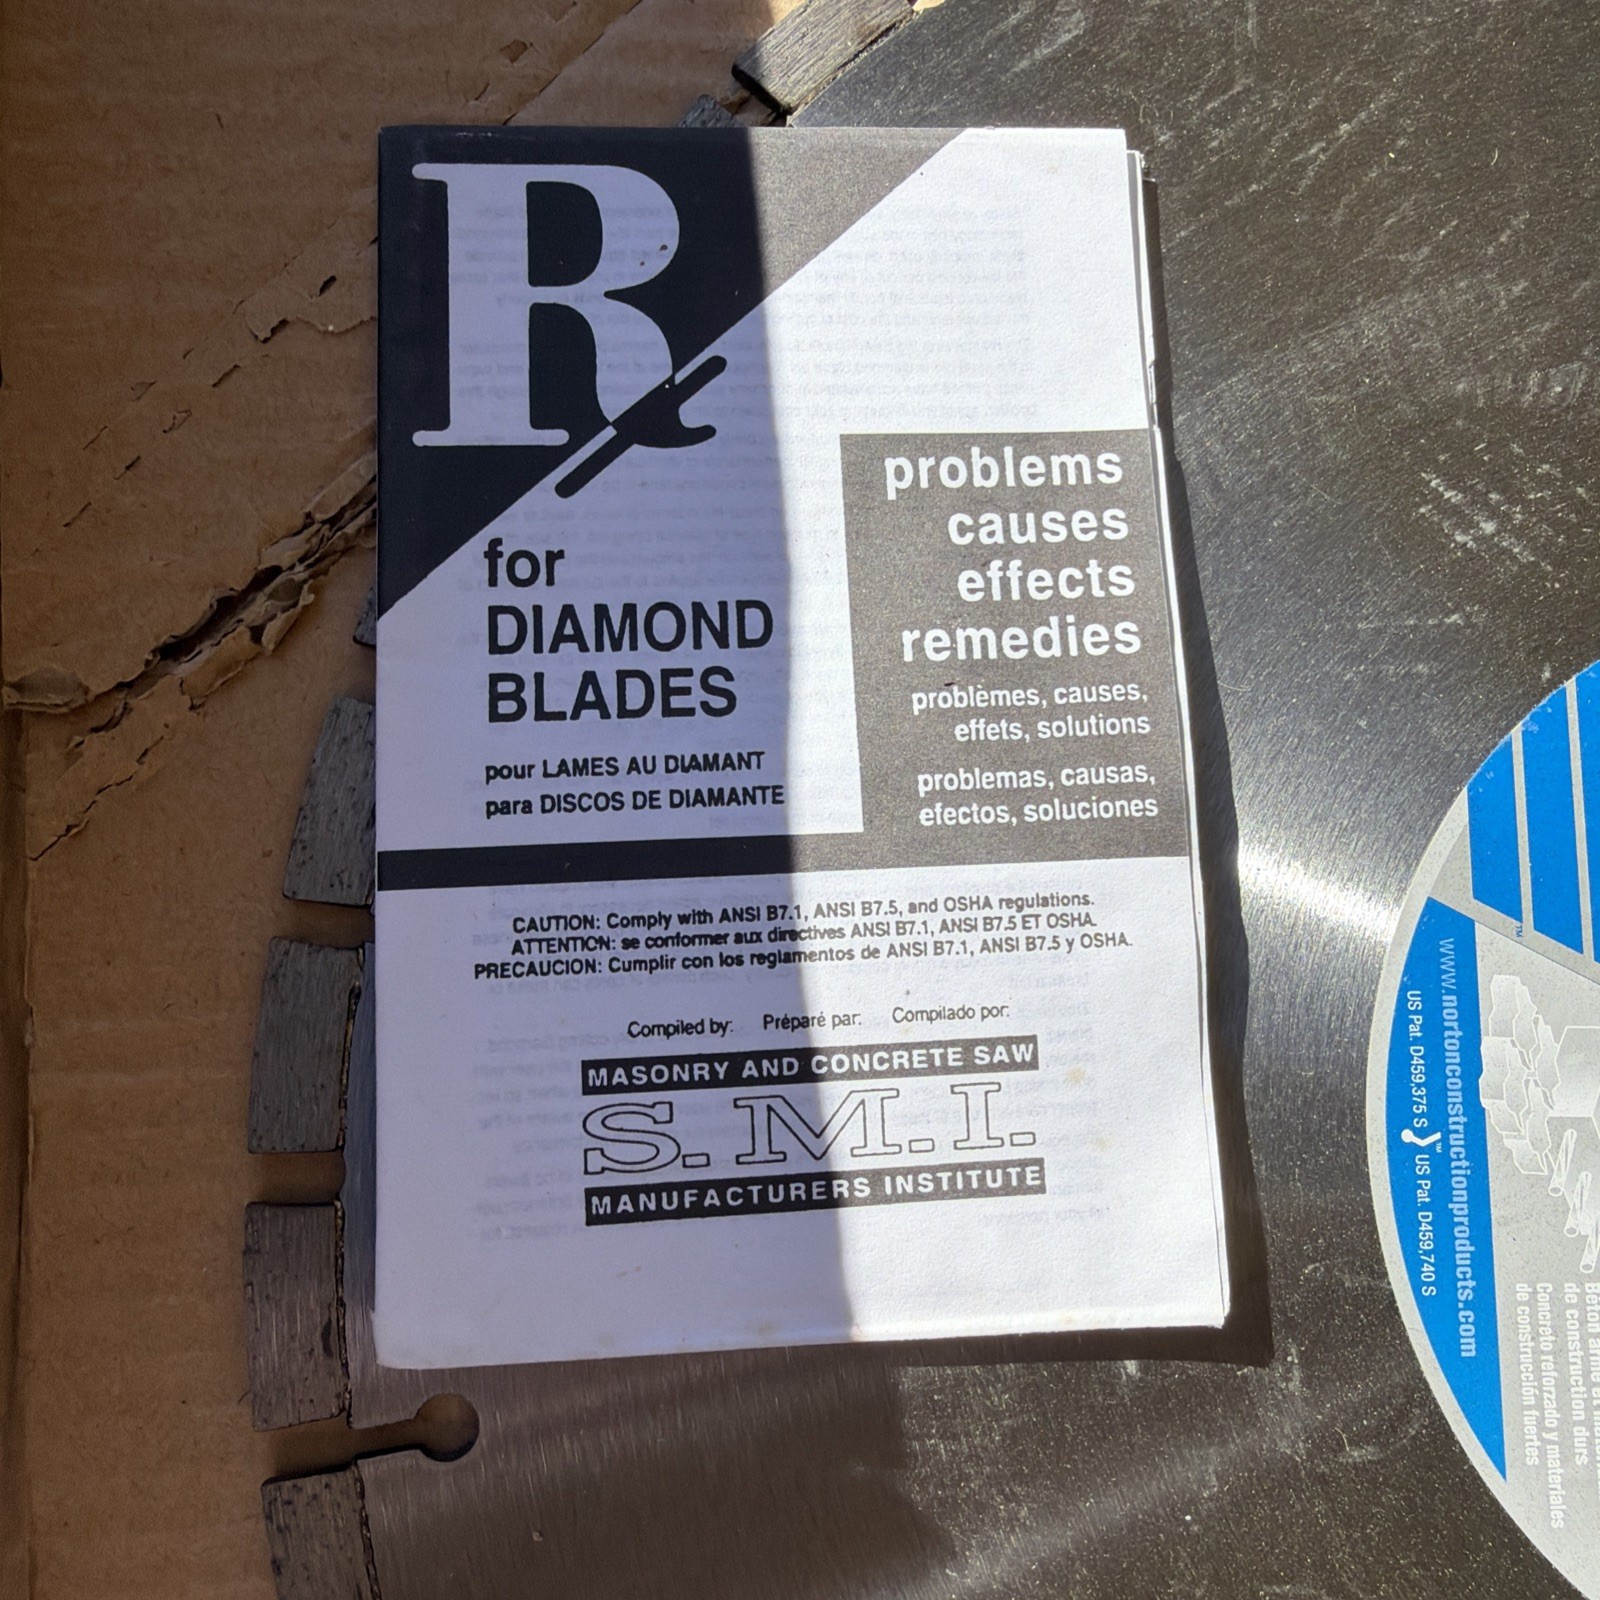 Rx
for
DIAMOND
BLADES
pour LAMES AU DIAMANT
para DISCOS DE DIAMANTE
problems
causes
effects
remedies
problèmes, causes,
effets, solutions
problemas, causas,
efectos, soluciones
CAUTION: Comply with ANSI B7.1, ANSI B7.5, and OSHA regulations.
ATTENTION: se conformer aux directives ANSI B7.1, ANSI B7.5 ET OSHA.
PRECAUCION: Cumplir con los reglamentos de ANSI B7.1, ANSI B7.5 y OSHA.
Compiled by: Préparé par: Compilado por:
MASONRY AND CONCRETE SAW
S.M.I.
MANUFACTURERS INSTITUTE
www.nortonconstructionproducts.com
US Pat. D459,375 S US Pat. D459,740 S
de construction durs
Concreto reforzado y materiales
de construcción fuertes